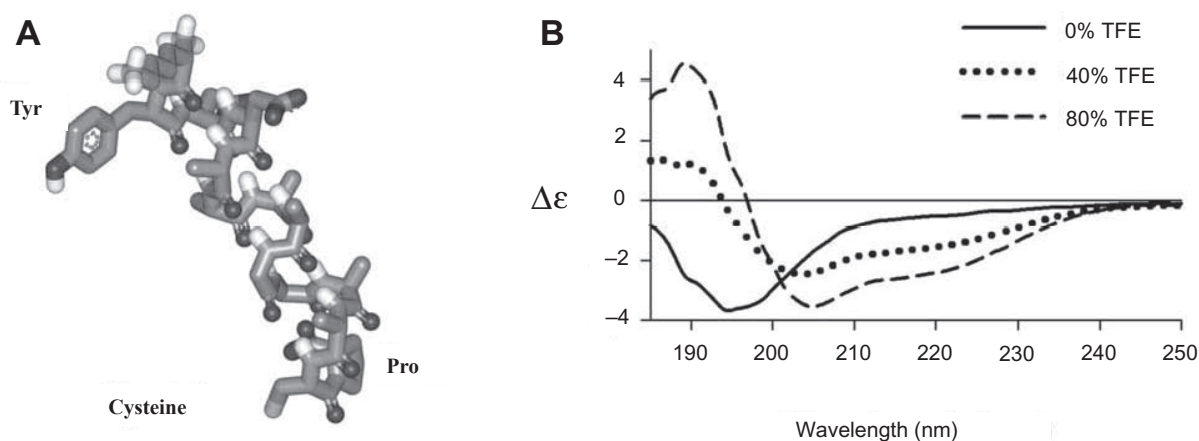 A
Tyr
Pro
Cysteine
B
0% TFE
40% TFE
80% TFE
4
2
0
–2
–4
Δε
190 200 210 220 230 240 250
Wavelength (nm)